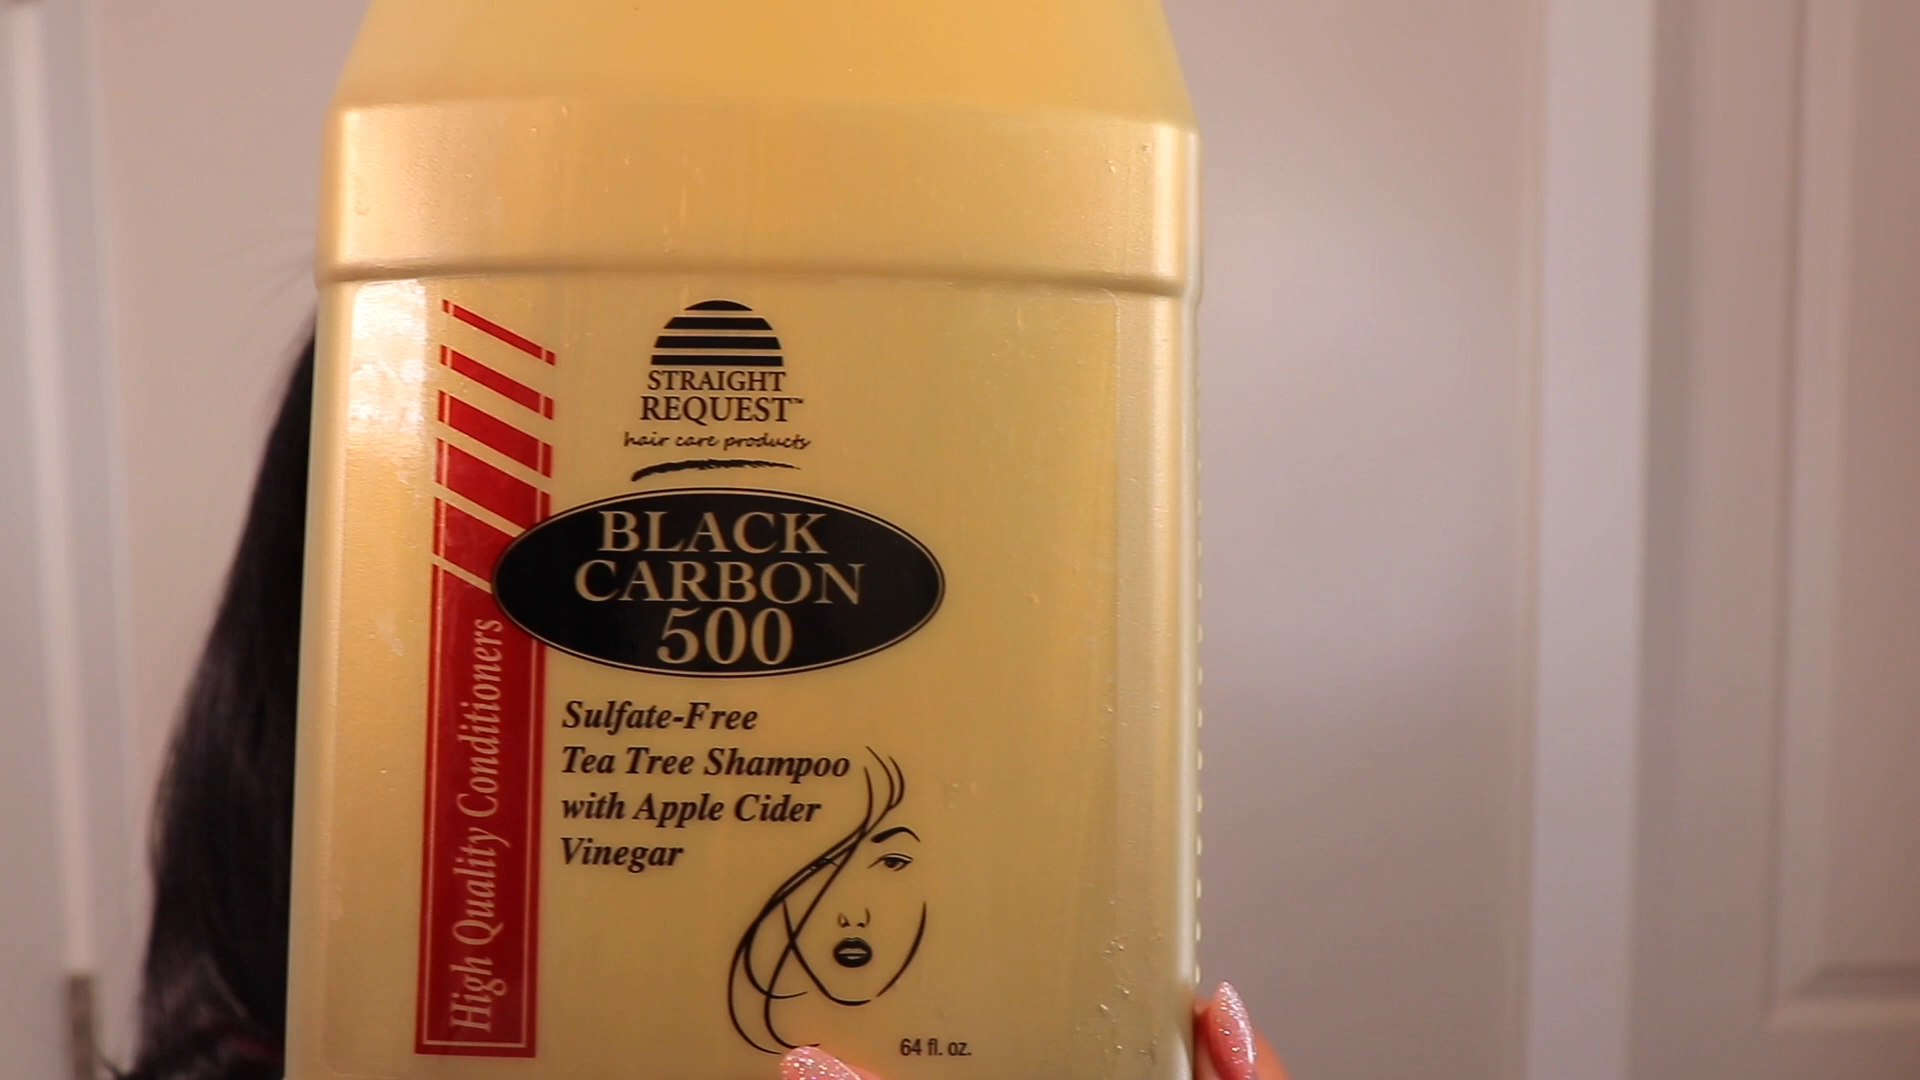 STRAIGHT
REQUEST™
hair care products
BLACK
CARBON
500
High Quality Conditioners
Sulfate-Free
Tea Tree Shampoo
with Apple Cider
Vinegar
64 fl. oz.